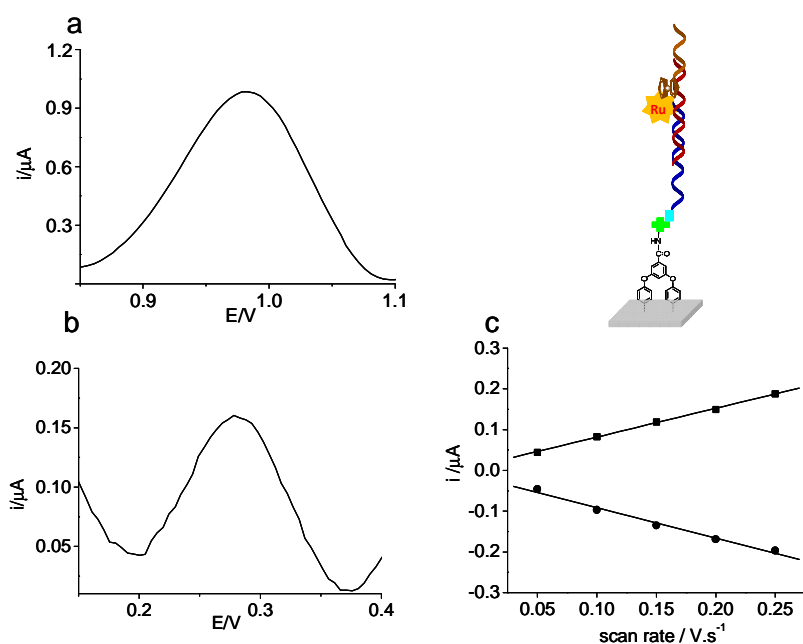 a
1.2
0.9
0.6
0.3
i/µA
0.9
1.0
1.1
E/V
Ru
HN
C
O
O
O
b
0.20
0.15
0.10
0.05
i/µA
0.2
0.3
0.4
E/V
c
0.3
0.2
0.1
0.0
-0.1
-0.2
-0.3
i /µA
0.05
0.10
0.15
0.20
0.25
scan rate / V.s⁻¹